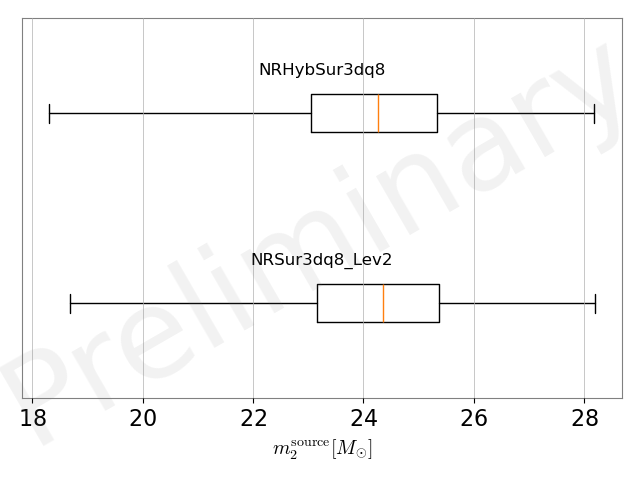 NRHybSur3dq8
NRSur3dq8_Lev2
18 20 22 24 26 28
m₂^source [M⊙]
Preliminary